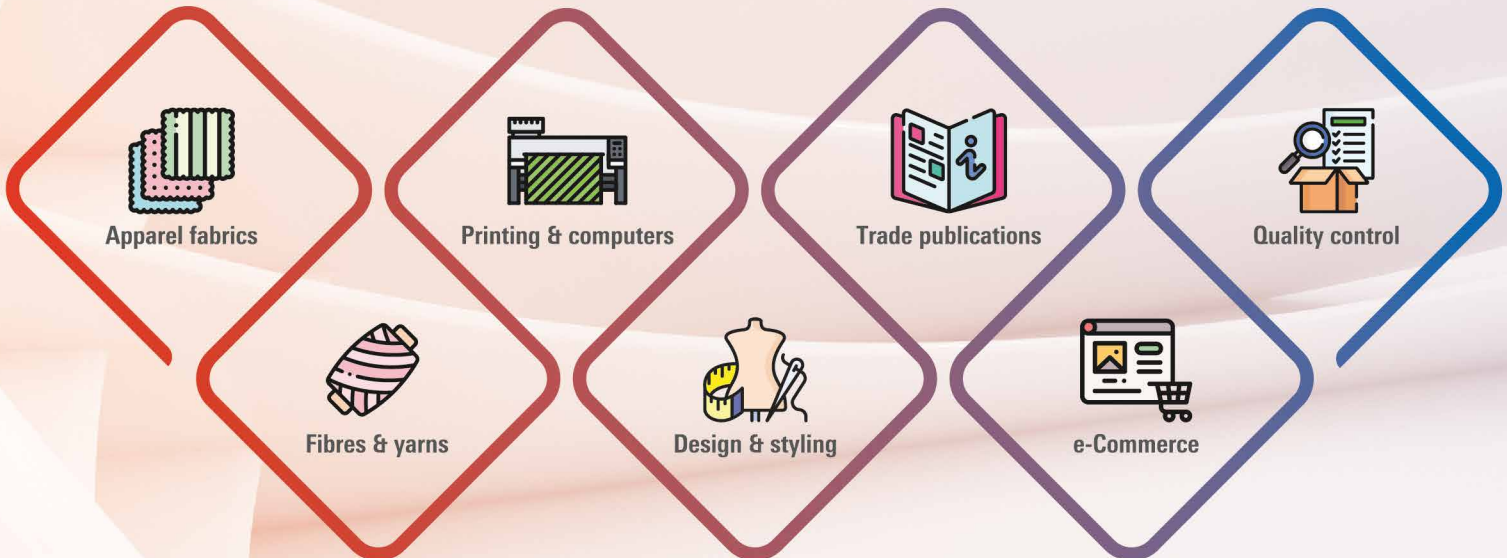 Apparel fabrics
Printing & computers
Trade publications
Quality control
Fibres & yarns
Design & styling
e-Commerce